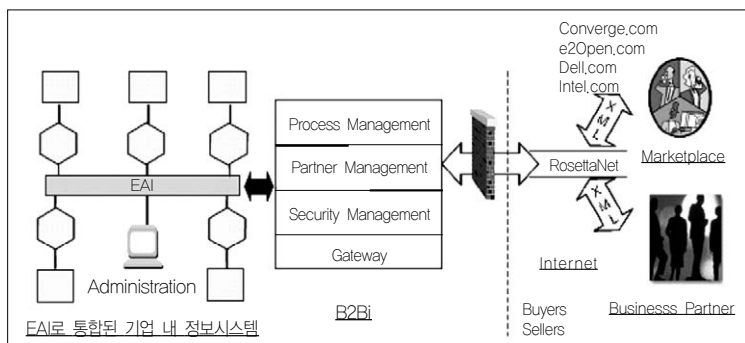 Converge.com
e2Open.com
Dell.com
Intel.com
XML
Marketplace
Process Management
Partner Management
Security Management
Gateway
EAI
RosettaNet
XML
Administration
Internet
EAI로 통합된 기업 내 정보시스템
B2Bi
Buyers
Sellers
Businesss Partner